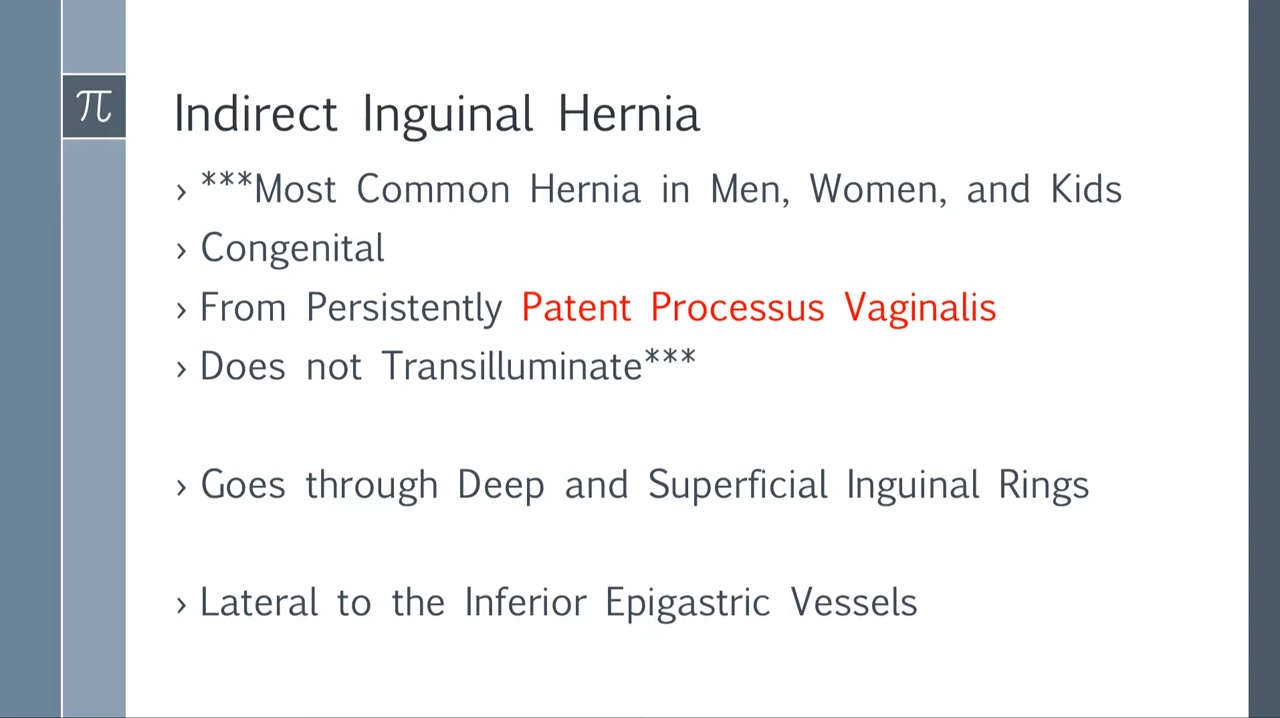 π
Indirect Inguinal Hernia
› ***Most Common Hernia in Men, Women, and Kids
› Congenital
› From Persistently Patent Processus Vaginalis
› Does not Transilluminate***
› Goes through Deep and Superficial Inguinal Rings
› Lateral to the Inferior Epigastric Vessels